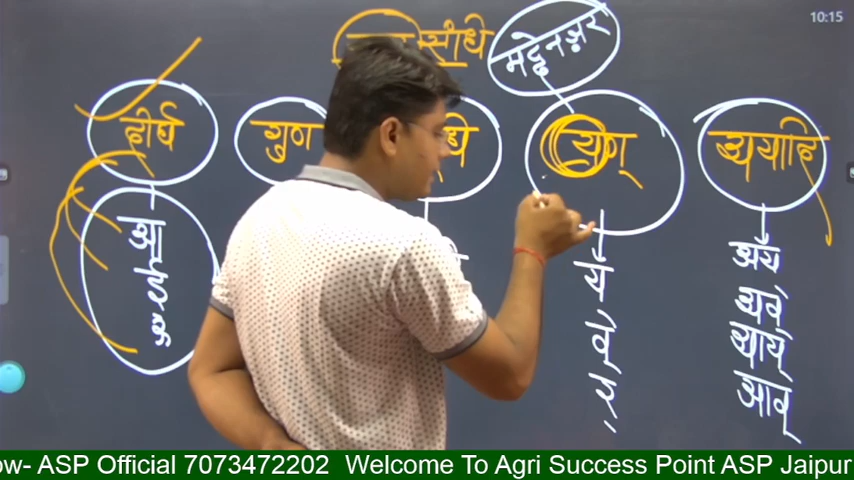 10:15
संधि
मद्देनज़र
दीर्घ
गुण
यण्
अयादि
आ
ई
ऊ
य्
व्
र्
अय्
अव्
आय्
आव्
ow- ASP Official 7073472202 Welcome To Agri Success Point ASP Jaipur